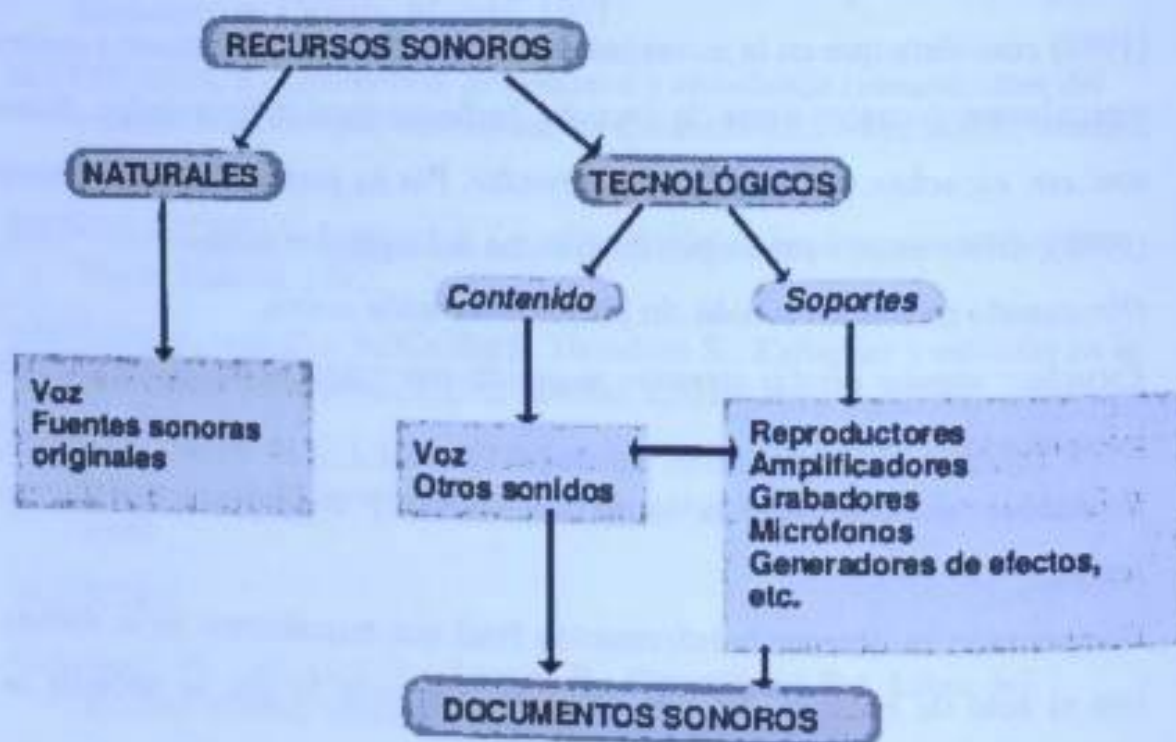 RECURSOS SONOROS
NATURALES
TECNOLÓGICOS
Contenido
Soportes
Voz
Fuentes sonoras
originales
Voz
Otros sonidos
Reproductores
Amplificadores
Grabadores
Micrófonos
Generadores de efectos,
etc.
DOCUMENTOS SONOROS